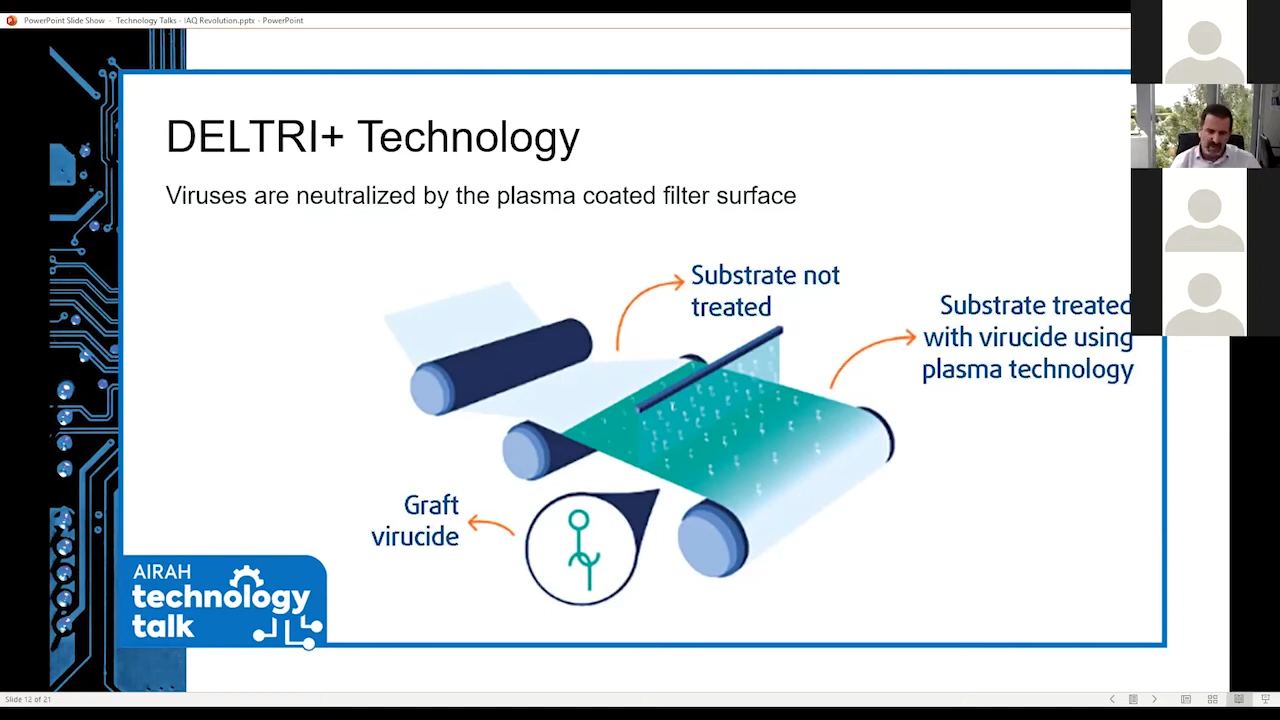 PowerPoint Slide Show - Technology Talks - IAQ Revolution.pptx - PowerPoint
DELTRI+ Technology
Viruses are neutralized by the plasma coated filter surface
Substrate not
treated
Substrate treated
with virucide using
plasma technology
Graft
virucide
AIRAH
technology
talk
Slide 12 of 21